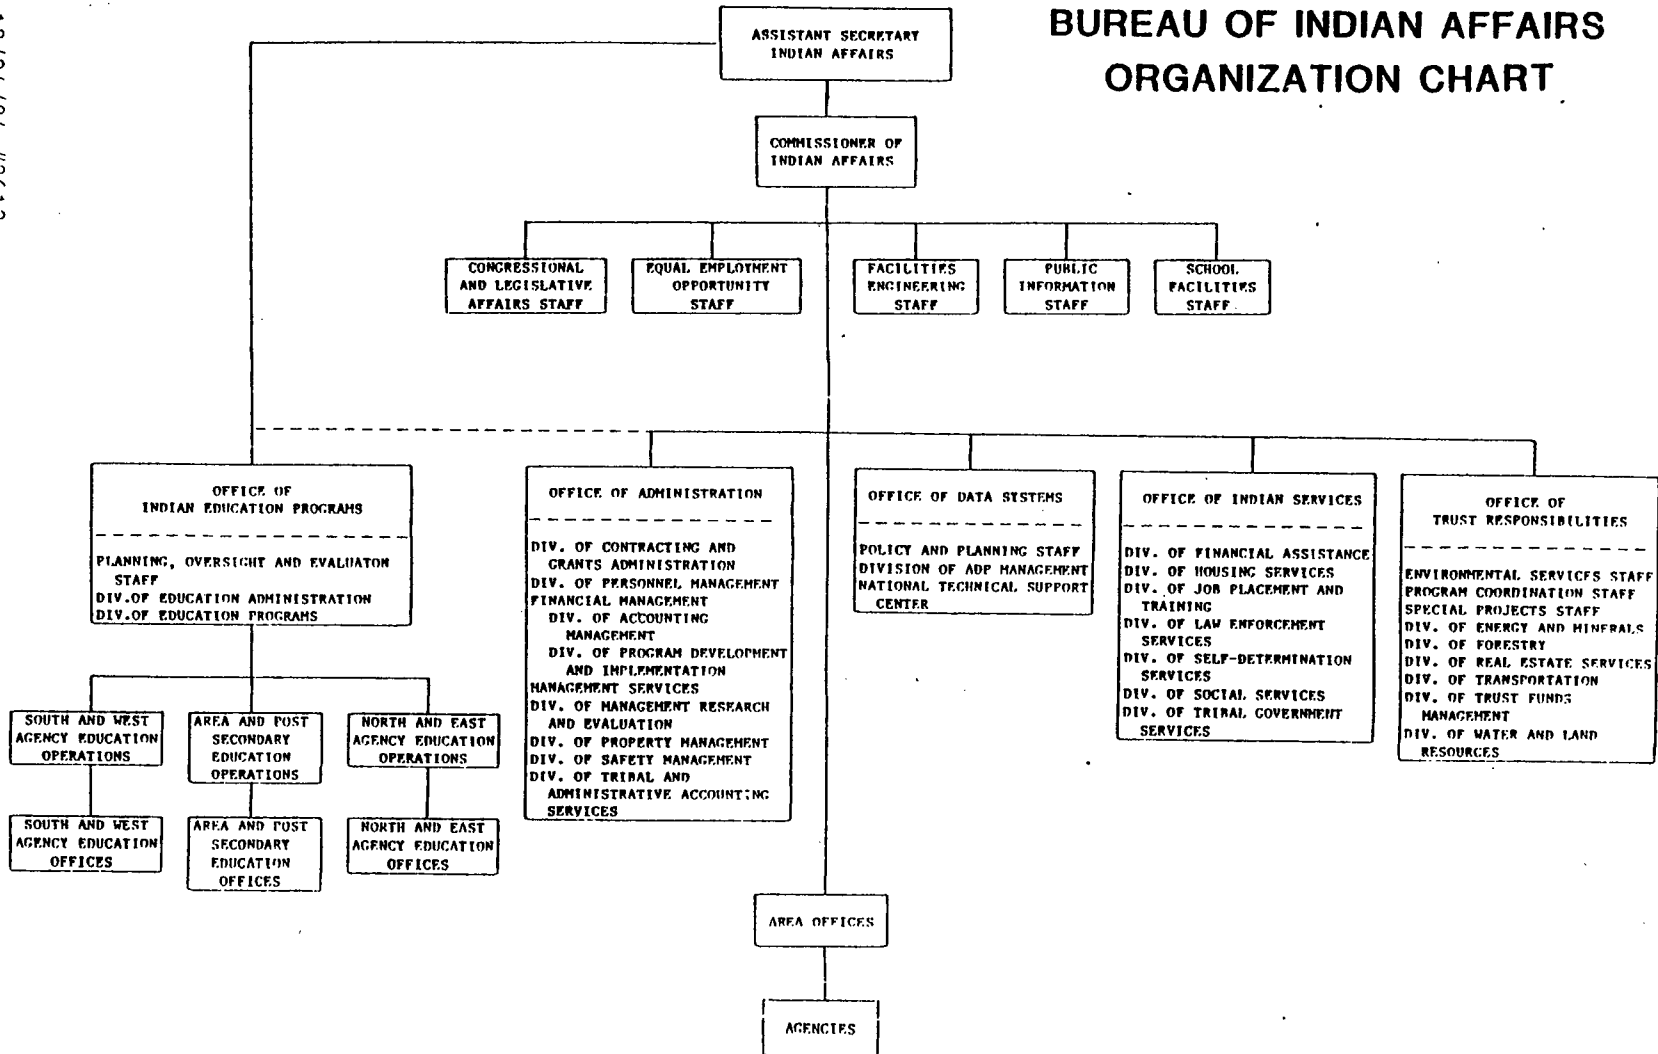 BUREAU OF INDIAN AFFAIRS
ORGANIZATION CHART
ASSISTANT SECRETARY
INDIAN AFFAIRS
COMMISSIONER OF
INDIAN AFFAIRS
CONGRESSIONAL
AND LEGISLATIVE
AFFAIRS STAFF
EQUAL EMPLOYMENT
OPPORTUNITY
STAFF
FACILITIES
ENGINEERING
STAFF
PUBLIC
INFORMATION
STAFF
SCHOOL
FACILITIES
STAFF
OFFICE OF
INDIAN EDUCATION PROGRAMS
PLANNING, OVERSIGHT AND EVALUATON
STAFF
DIV.OF EDUCATION ADMINISTRATION
DIV.OF EDUCATION PROGRAMS
OFFICE OF ADMINISTRATION
DIV. OF CONTRACTING AND
GRANTS ADMINISTRATION
DIV. OF PERSONNEL MANAGEMENT
FINANCIAL MANAGEMENT
DIV. OF ACCOUNTING
MANAGEMENT
DIV. OF PROGRAM DEVELOPMENT
AND IMPLEMENTATION
MANAGEMENT SERVICES
DIV. OF MANAGEMENT RESEARCH
AND EVALUATION
DIV. OF PROPERTY MANAGEMENT
DIV. OF SAFETY MANAGEMENT
DIV. OF TRIBAL AND
ADMINISTRATIVE ACCOUNTING
SERVICES
OFFICE OF DATA SYSTEMS
POLICY AND PLANNING STAFF
DIVISION OF ADP MANAGEMENT
NATIONAL TECHNICAL SUPPORT
CENTER
OFFICE OF INDIAN SERVICES
DIV. OF FINANCIAL ASSISTANCE
DIV. OF HOUSING SERVICES
DIV. OF JOB PLACEMENT AND
TRAINING
DIV. OF LAW ENFORCEMENT
SERVICES
DIV. OF SELF-DETERMINATION
SERVICES
DIV. OF SOCIAL SERVICES
DIV. OF TRIBAL GOVERNMENT
SERVICES
OFFICE OF
TRUST RESPONSIBILITIES
ENVIRONMENTAL SERVICES STAFF
PROGRAM COORDINATION STAFF
SPECIAL PROJECTS STAFF
DIV. OF ENERGY AND MINERALS
DIV. OF FORESTRY
DIV. OF REAL ESTATE SERVICES
DIV. OF TRANSPORTATION
DIV. OF TRUST FUNDS
MANAGEMENT
DIV. OF WATER AND LAND
RESOURCES
SOUTH AND WEST
AGENCY EDUCATION
OPERATIONS
AREA AND POST
SECONDARY
EDUCATION
OPERATIONS
NORTH AND EAST
AGENCY EDUCATION
OPERATIONS
SOUTH AND WEST
AGENCY EDUCATION
OFFICES
AREA AND POST
SECONDARY
EDUCATION
OFFICES
NORTH AND EAST
AGENCY EDUCATION
OFFICES
AREA OFFICES
AGENCIES